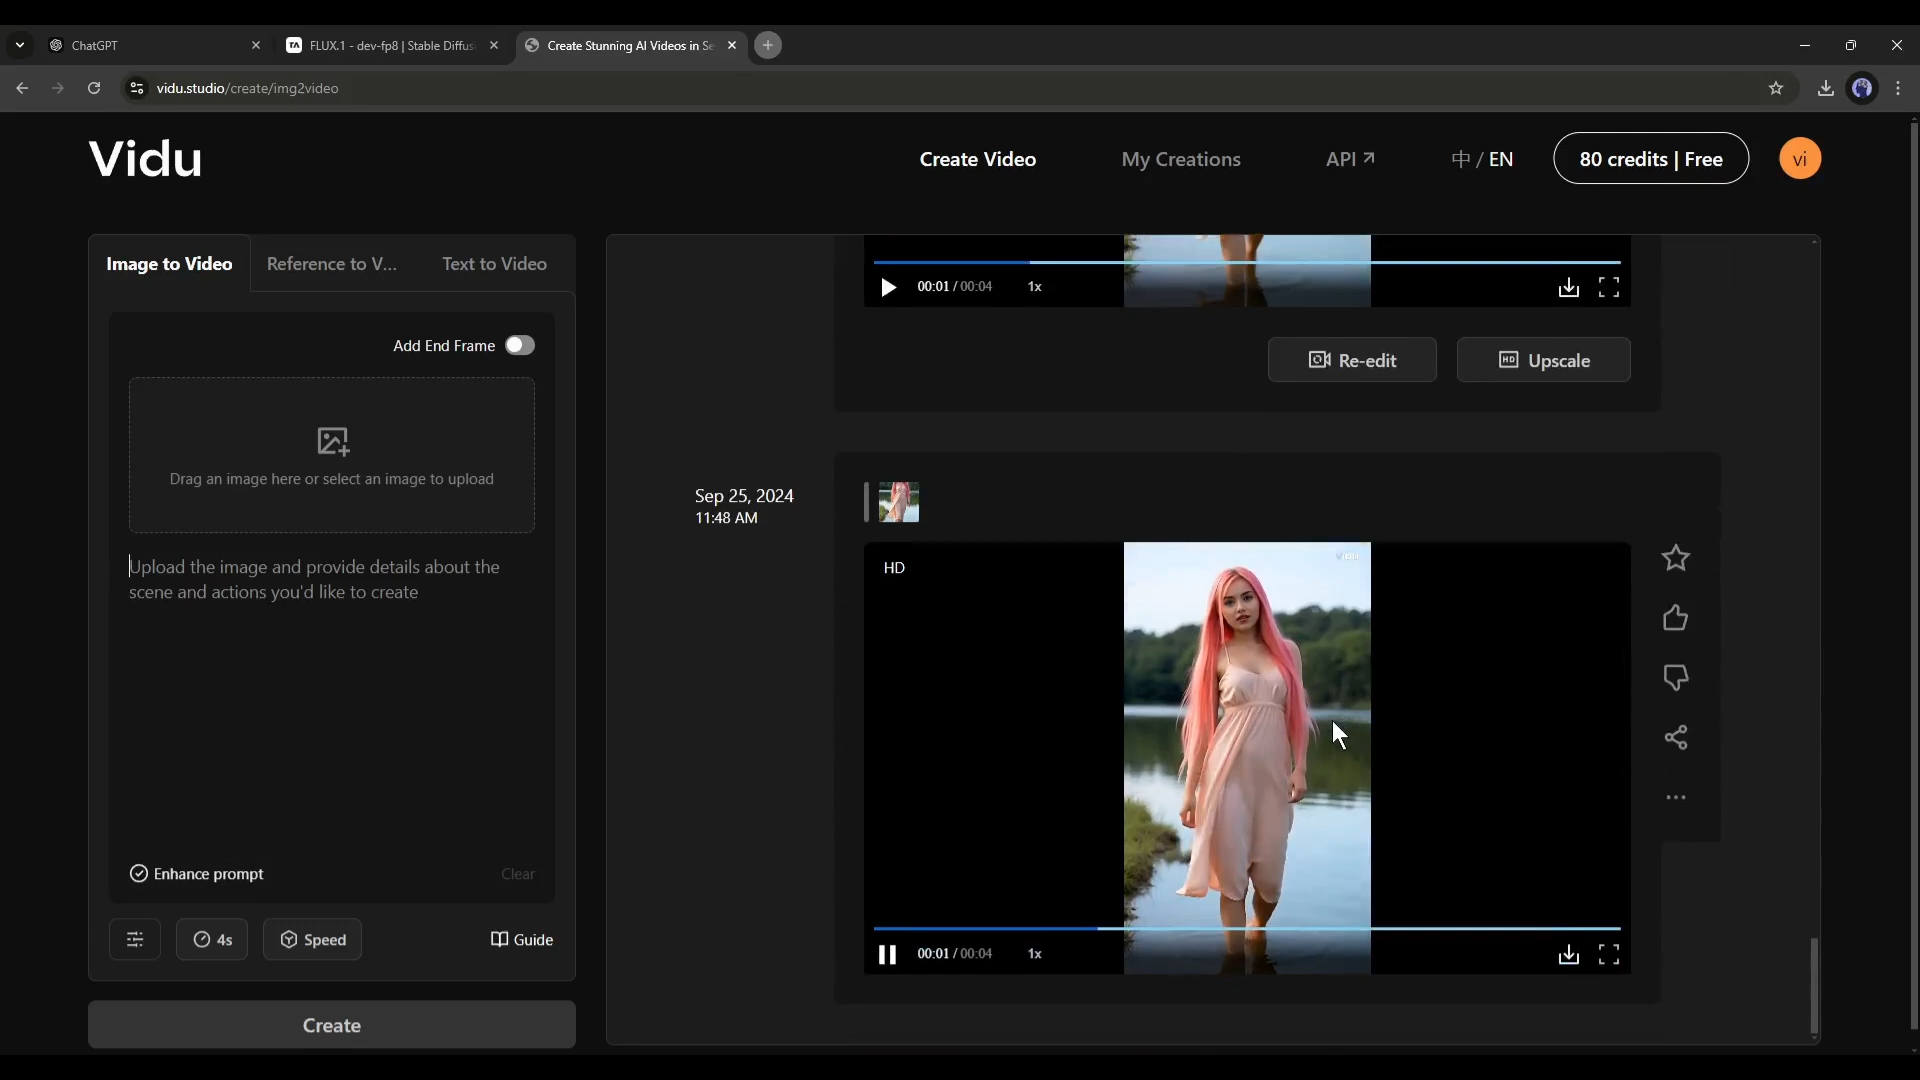 ChatGPT
FLUX.1 - dev-fp8 | Stable Diffus
Create Stunning AI Videos in Se
vidu.studio/create/img2video
Vidu
Create Video
My Creations
API
中 / EN
80 credits | Free
vi
Image to Video
Reference to V...
Text to Video
Add End Frame
Drag an image here or select an image to upload
Upload the image and provide details about the
scene and actions you'd like to create
Enhance prompt
Clear
4s
Speed
Guide
Create
00:01 / 00:04
1x
Re-edit
HD
Upscale
Sep 25, 2024
11:48 AM
HD
Vidu
00:01 / 00:04
1x